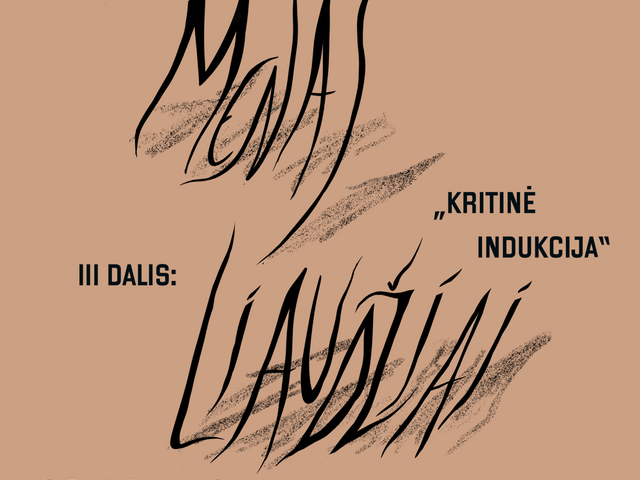 MENAS
„KRITINĖ
INDUKCIJA“
III DALIS:
LIAUDŽIAI